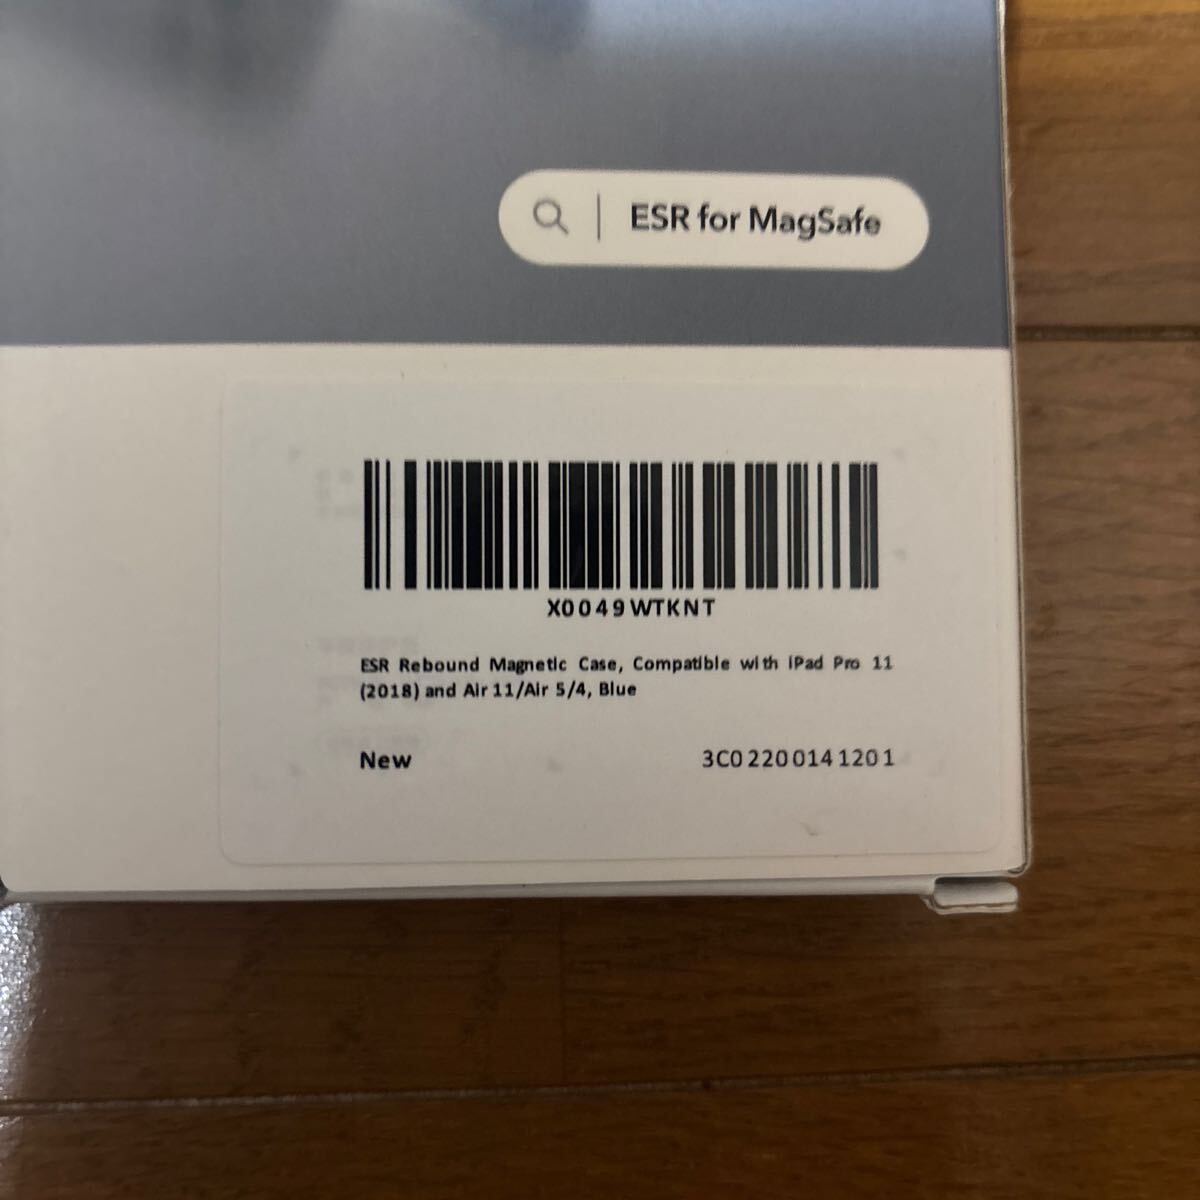 ESR for MagSafe
X0049WTKNT
ESR Rebound Magnetic Case, Compatible with iPad Pro 11
(2018) and Air 11/Air 5/4, Blue
New 3C02200141201